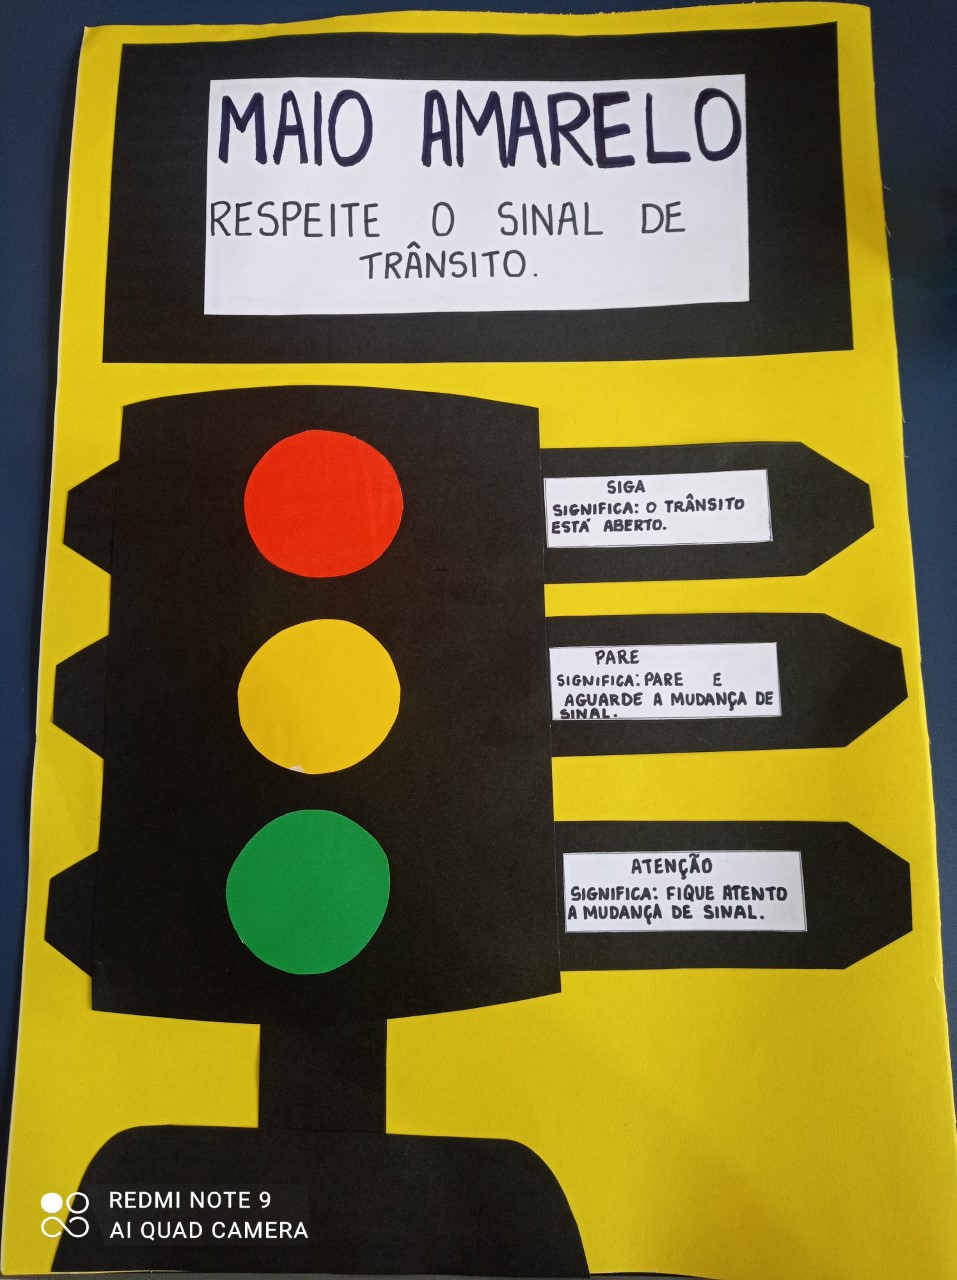 MAIO AMARELO
RESPEITE O SINAL DE
TRÂNSITO.
SIGA
SIGNIFICA: O TRÂNSITO
ESTÁ ABERTO.
PARE
SIGNIFICA: PARE E
AGUARDE A MUDANÇA DE
SINAL.
ATENÇÃO
SIGNIFICA: FIQUE ATENTO
A MUDANÇA DE SINAL.
REDMI NOTE 9
AI QUAD CAMERA